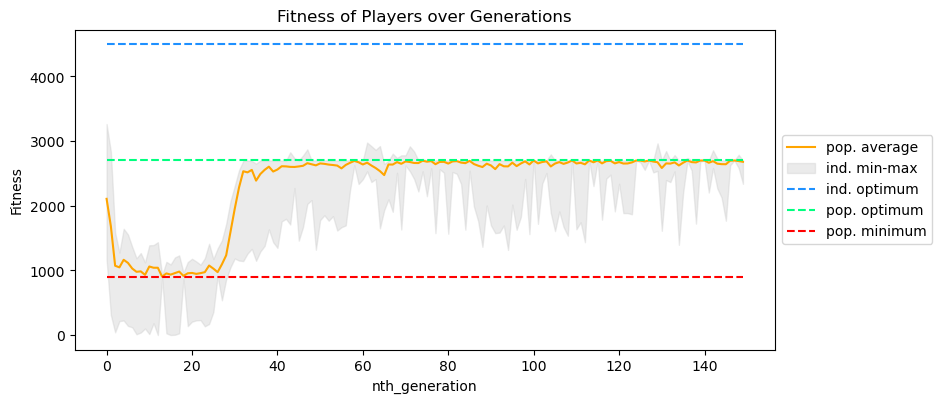 Fitness of Players over Generations
Fitness
4000
3000
2000
1000
0
0 20 40 60 80 100 120 140
nth_generation
pop. average
ind. min-max
ind. optimum
pop. optimum
pop. minimum